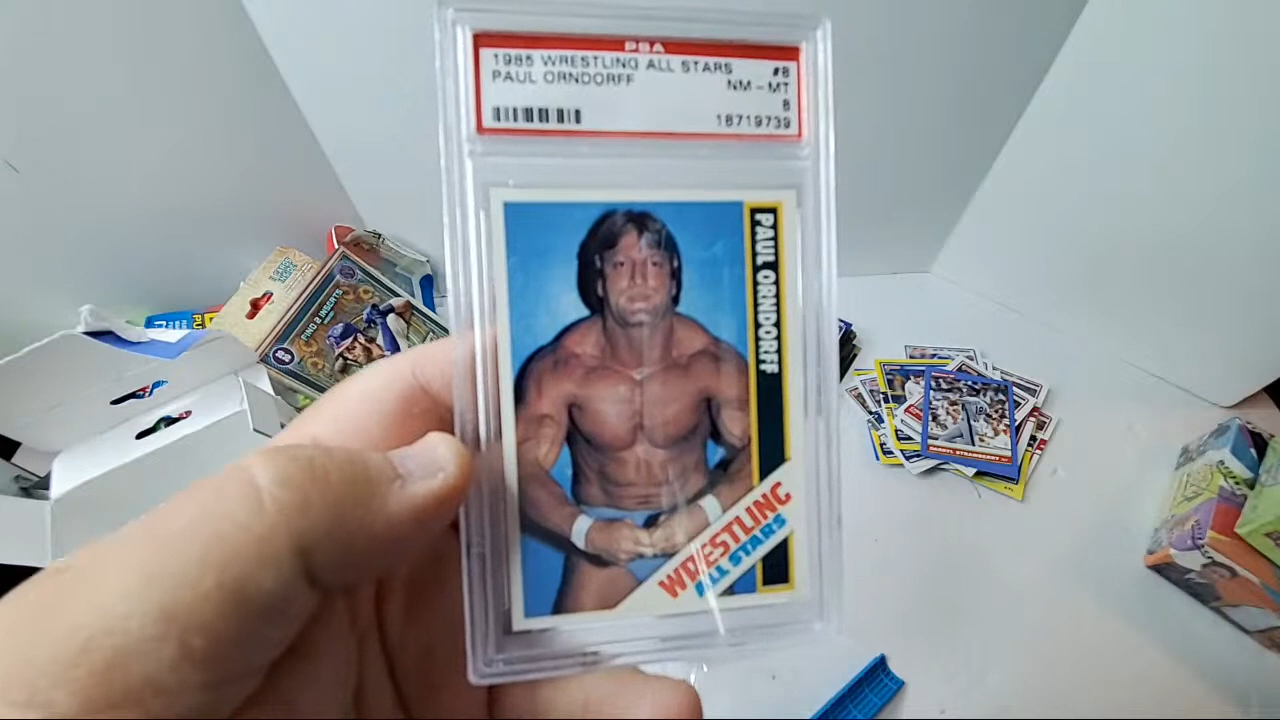 PSA
1985 WRESTLING ALL STARS #8
PAUL ORNDORFF NM-MT
8
18719739
PAUL ORNDORFF
WRESTLING
ALL STARS
FIND 2 INSERTS
DARRYL STRAWBERRY